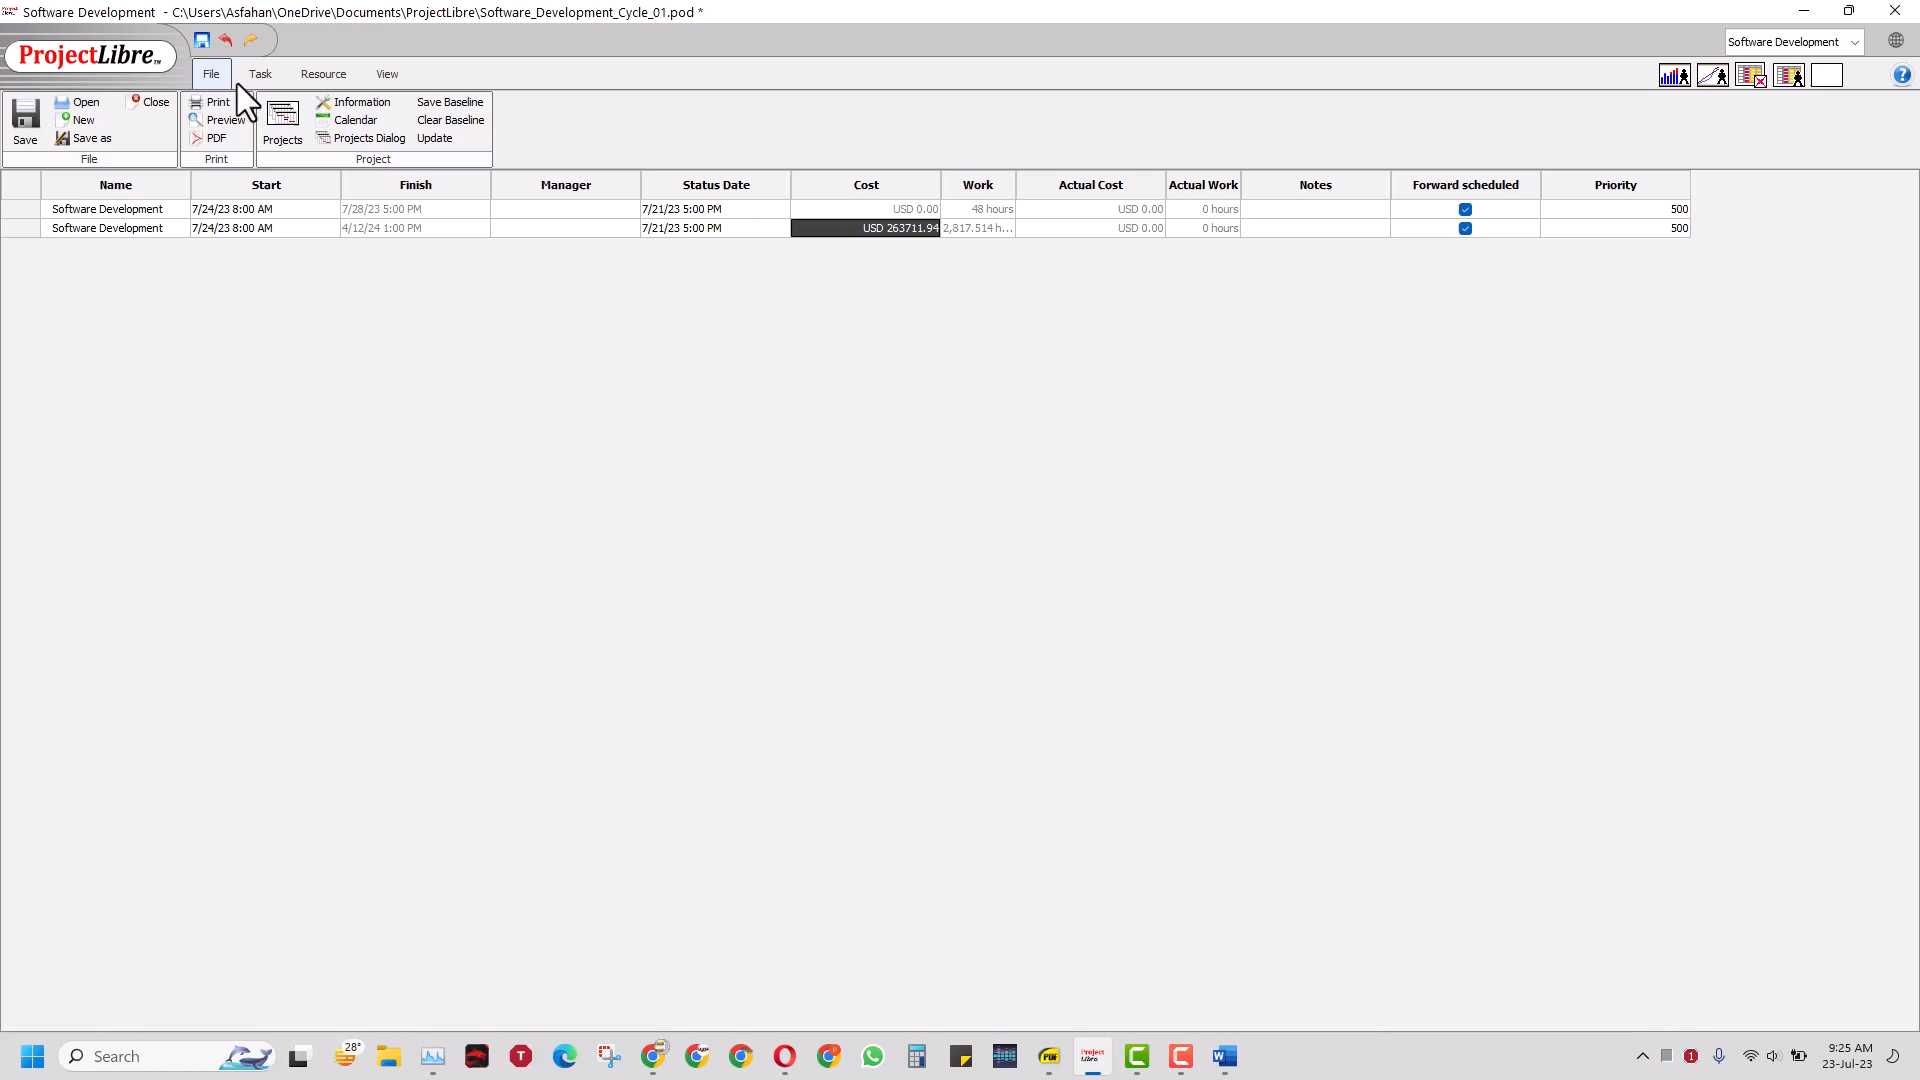 Software Development - C:\Users\Asfahan\OneDrive\Documents\ProjectLibre\Software_Development_Cycle_01.pod *
ProjectLibre™
Software Development
File Task Resource View
Save
Open
New
Save as
Close
File
Print
Preview
PDF
Print
Projects
Information
Calendar
Projects Dialog
Save Baseline
Clear Baseline
Update
Project
Name Start Finish Manager Status Date Cost Work Actual Cost Actual Work Notes Forward scheduled Priority
Software Development 7/24/23 8:00 AM 7/28/23 5:00 PM 7/21/23 5:00 PM USD 0.00 48 hours USD 0.00 0 hours 500
Software Development 7/24/23 8:00 AM 4/12/24 1:00 PM 7/21/23 5:00 PM USD 263711.94 2,817.514 h... USD 0.00 0 hours 500
Search
28°
T
PDF
Project Libre
1
9:25 AM
23-Jul-23